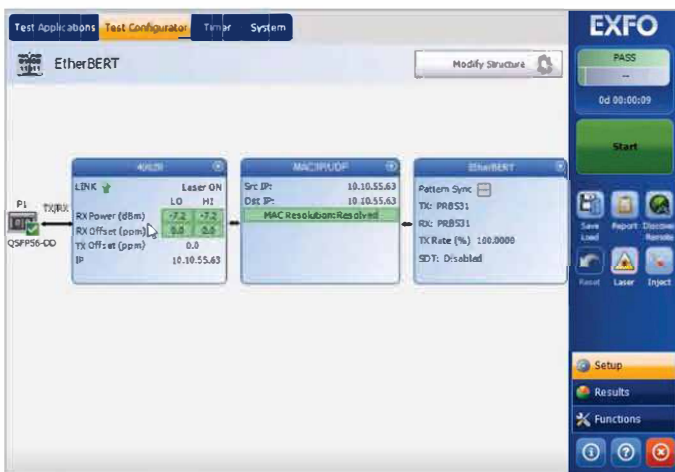 Test Applications Test Configurator Timer System
EXFO
EtherBERT
Modify Structure
PASS
--
0d 00:00:09
Start
P1
TX/RX
QSFP56-DD
LINK Laser ON
LO HI
RX Power (dBm) -7.2 -7.2
RX Offset (ppm) 0.0 0.0
TX Offset (ppm) 0.0
IP 10.10.55.63
MAC/IP/UDP
Src IP: 10.10.55.63
Dst IP: 10.10.55.63
MAC Resolution: Resolved
EtherBERT
Pattern Sync --
TX: PRBS31
RX: PRBS31
TX Rate (%) 100.0000
SDT: Disabled
Save Load
Report
Discover Remote
Reset
Laser
Inject
Setup
Results
Functions